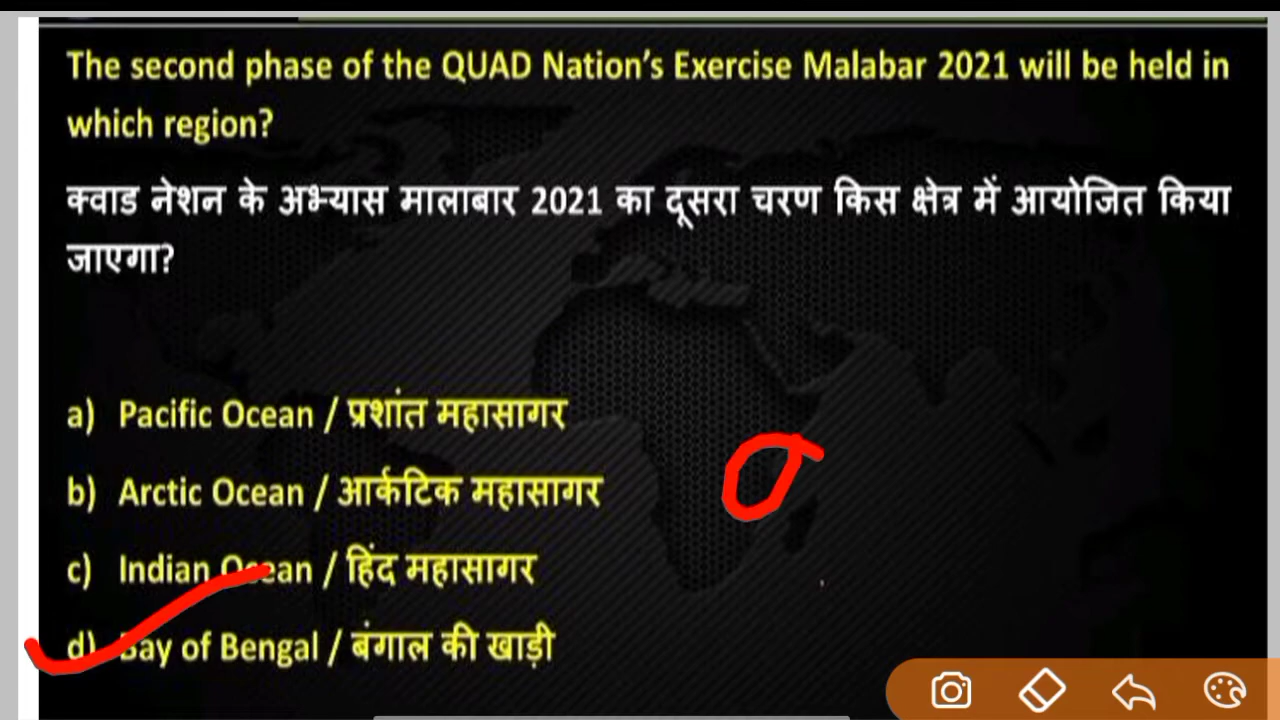 The second phase of the QUAD Nation’s Exercise Malabar 2021 will be held in
which region?
क्वाड नेशन के अभ्यास मालाबार 2021 का दूसरा चरण किस क्षेत्र में आयोजित किया
जाएगा?
a) Pacific Ocean / प्रशांत महासागर
b) Arctic Ocean / आर्कटिक महासागर
c) Indian Ocean / हिंद महासागर
d) Bay of Bengal / बंगाल की खाड़ी